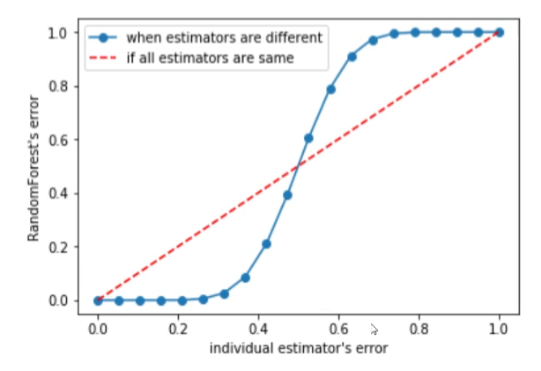 when estimators are different
if all estimators are same
1.0
0.8
0.6
0.4
0.2
0.0
RandomForest's error
0.0 0.2 0.4 0.6 0.8 1.0
individual estimator's error